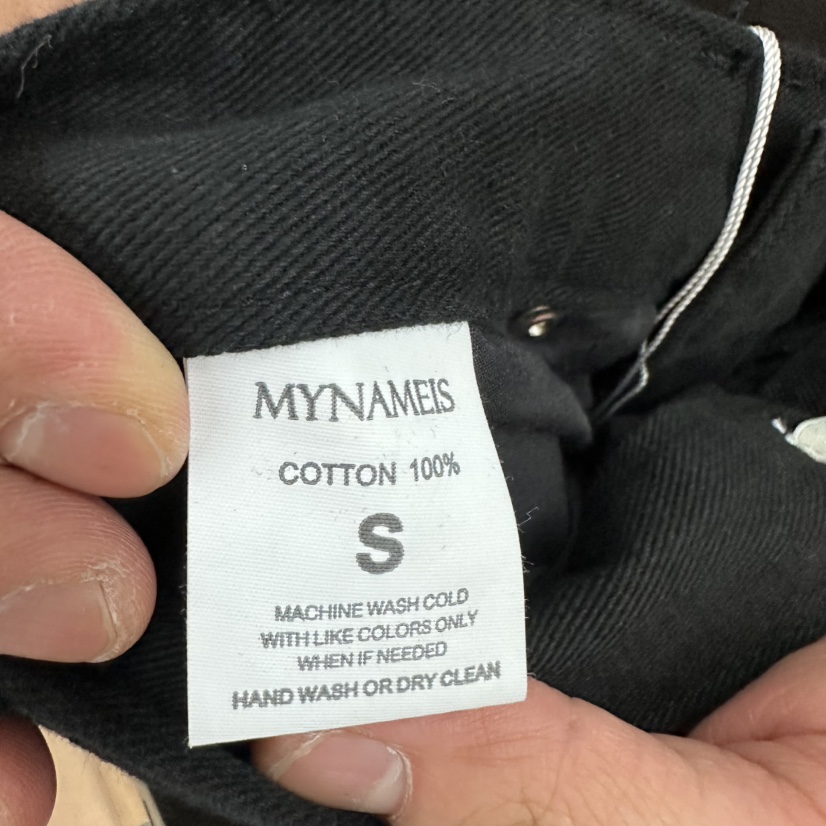 MYNAMEIS
COTTON 100%
S
MACHINE WASH COLD
WITH LIKE COLORS ONLY
WHEN IF NEEDED
HAND WASH OR DRY CLEAN